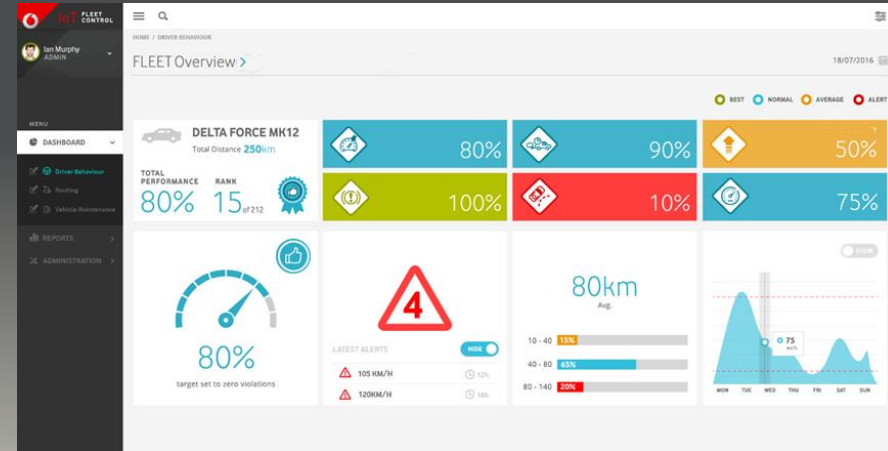 IoT FLEET CONTROL
Ian Murphy
ADMIN
MENU
DASHBOARD
Driver Behaviour
Routing
Vehicle Maintenance
REPORTS
ADMINISTRATION
HOME / DRIVER BEHAVIOUR
FLEET Overview >
18/07/2016
BEST NORMAL AVERAGE ALERT
DELTA FORCE MK12
Total Distance 250km
TOTAL PERFORMANCE
80%
RANK
15 of 212
80%
90%
50%
100%
10%
75%
80%
target set to zero violations
4
LATEST ALERTS
HIDE
105 KM/H 12h
120KM/H 16h
80km
Avg.
10 - 40 15%
40 - 80 65%
80 - 140 20%
SHOW
75
km/h
MON TUE WED THU FRI SAT SUN